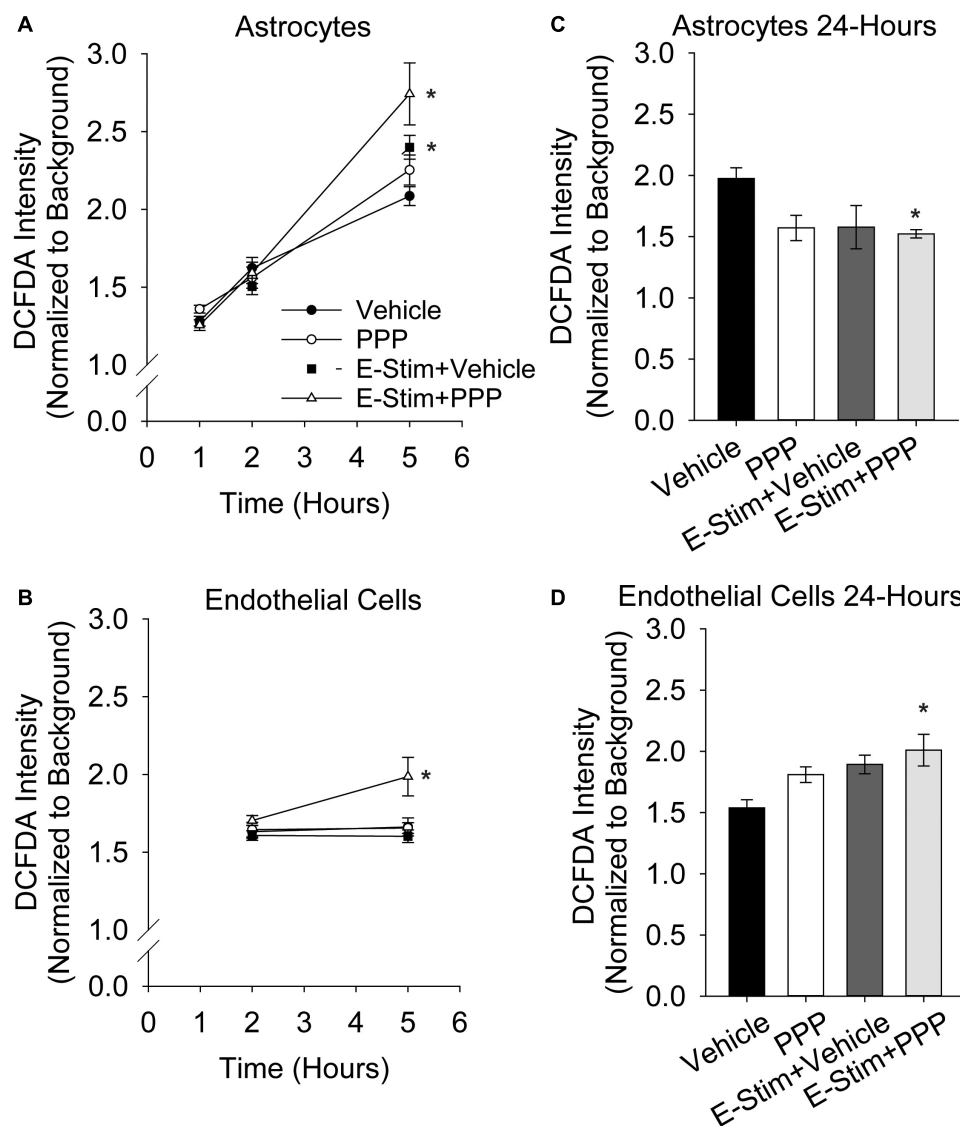 A
Astrocytes
DCFDA Intensity
(Normalized to Background)
3.0
2.5
2.0
1.5
1.0
0.0
*
*
Vehicle
PPP
E-Stim+Vehicle
E-Stim+PPP
0 1 2 3 4 5 6
Time (Hours)
C
Astrocytes 24-Hours
DCFDA Intensity
(Normalized to Background)
3.0
2.5
2.0
1.5
1.0
0.5
0.0
*
Vehicle
PPP
E-Stim+Vehicle
E-Stim+PPP
B
Endothelial Cells
DCFDA Intensity
(Normalized to Background)
3.0
2.5
2.0
1.5
1.0
0.0
*
0 1 2 3 4 5 6
Time (Hours)
D
Endothelial Cells 24-Hours
DCFDA Intensity
(Normalized to Background)
3.0
2.5
2.0
1.5
1.0
0.5
0.0
*
Vehicle
PPP
E-Stim+Vehicle
E-Stim+PPP